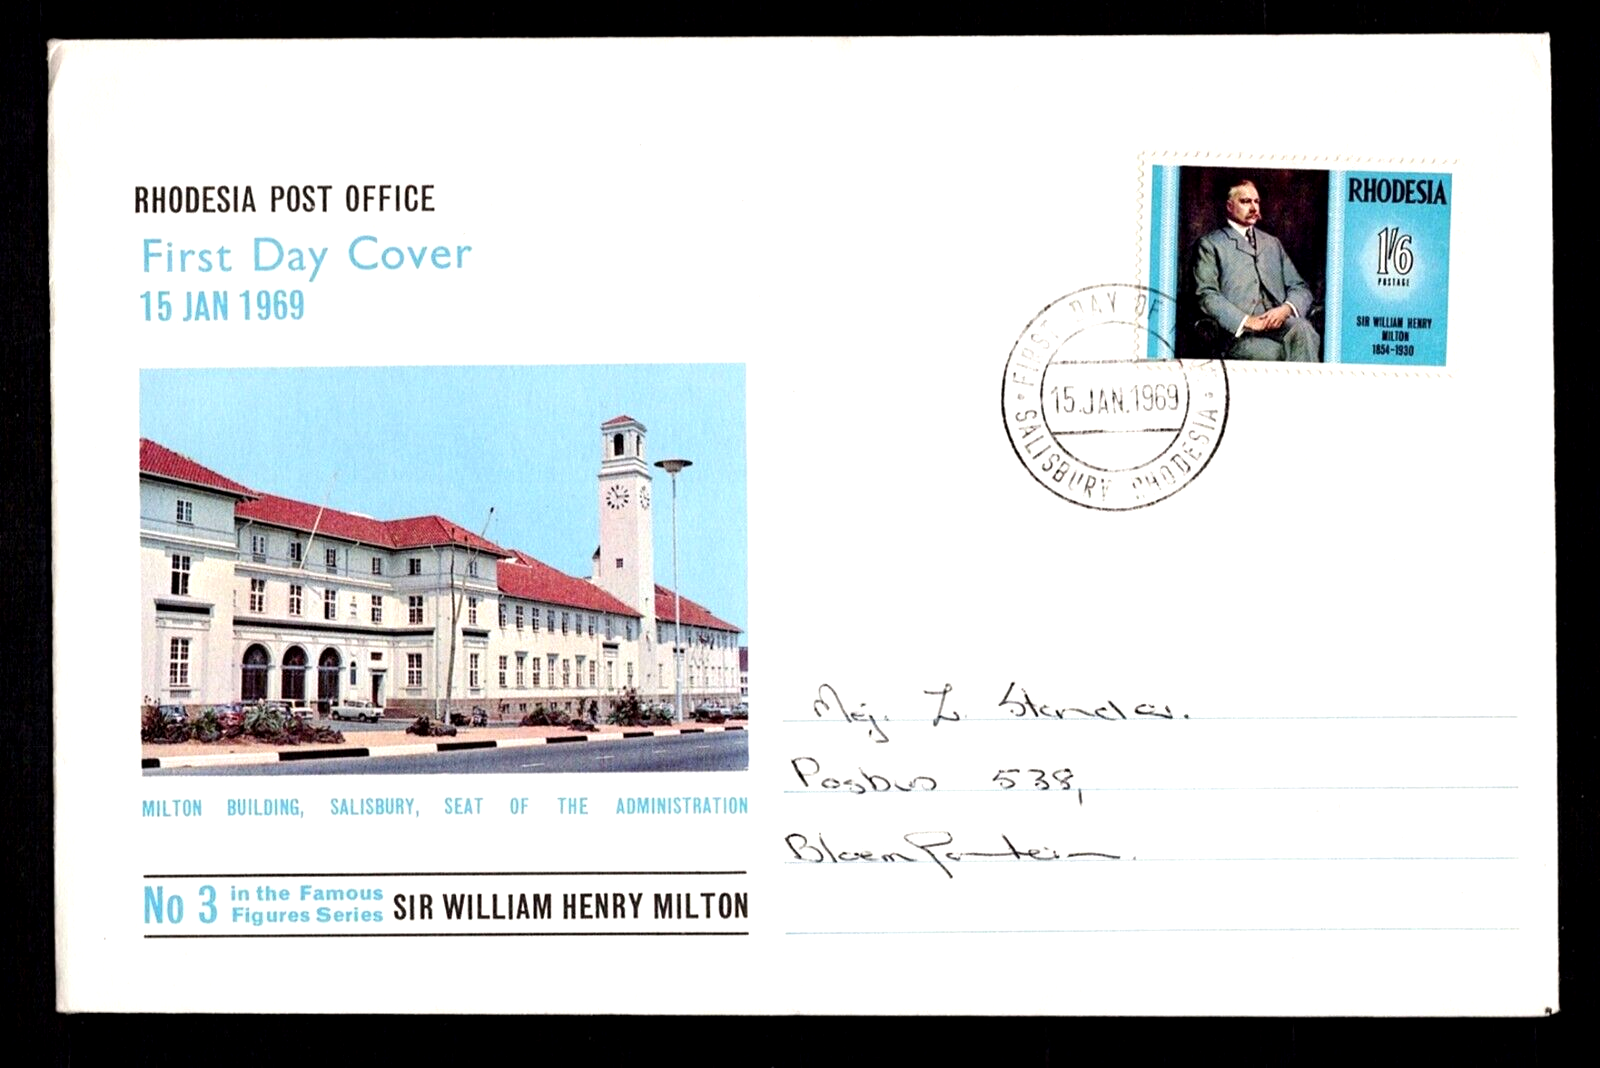 RHODESIA POST OFFICE
First Day Cover
15 JAN 1969
RHODESIA
1'6
POSTAGE
SIR WILLIAM HENRY
MILTON
1854-1930
FIRST DAY OF
15.JAN.1969
SALISBURY RHODESIA
MILTON BUILDING, SALISBURY, SEAT OF THE ADMINISTRATION
No 3 in the Famous
Figures Series SIR WILLIAM HENRY MILTON
Maj. Z.
Posbus 538,
Bloemfontein.